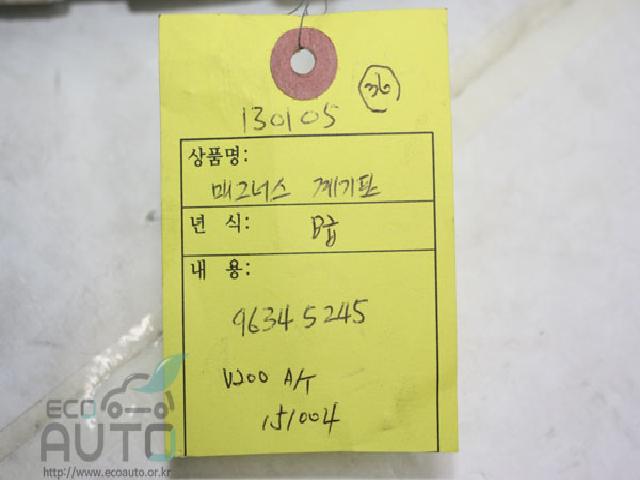 36
130105
상품명:
매그너스 계기판
년 식: B급
내 용:
96345245
V200 A/T
151004
ECO
AUTO
http://www.ecoauto.or.kr